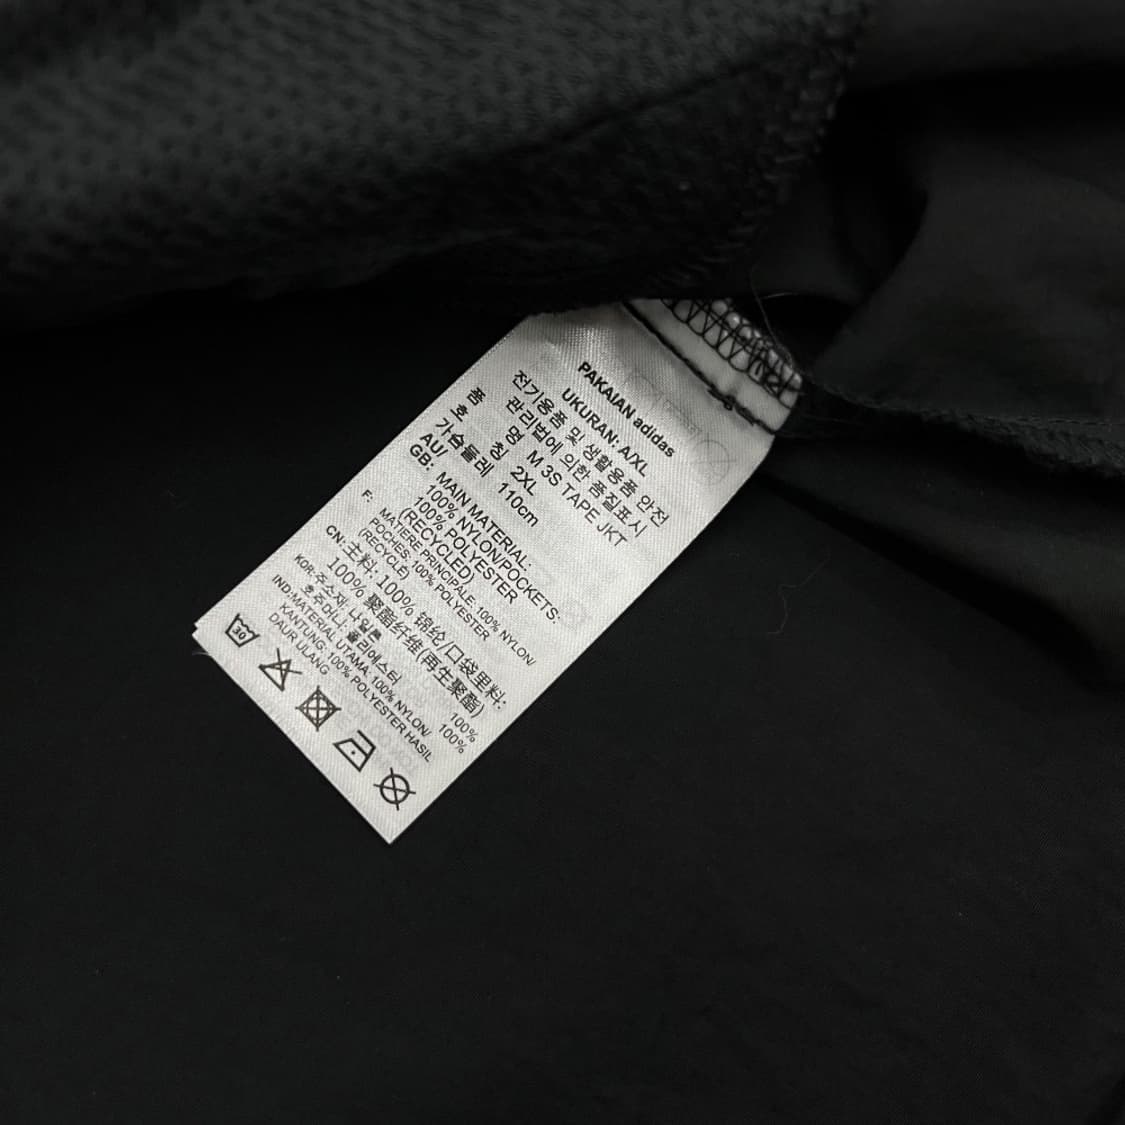 PAKAIAN adidas
UKURAN: A/XL
전기용품 및 생활용품 안전
관리법에 의한 품질표시
품 명 M 3S TAPE JKT
호 칭 2XL
가슴둘레 110cm
AU/
GB: MAIN MATERIAL:
100% NYLON/POCKETS:
100% POLYESTER
(RECYCLED)
F: MATIERE PRINCIPALE: 100% NYLON/
POCHES: 100% POLYESTER
(RECYCLÉ)
CN: 主料: 100% 锦纶/口袋里料:
100% 聚酯纤维(再生聚酯)
KOR: 주소재: 나일론 100%
호주머니: 폴리에스터 100%
IND: MATERIAL UTAMA: 100% NYLON/
KANTUNG: 100% POLYESTER HASIL
DAUR ULANG
30